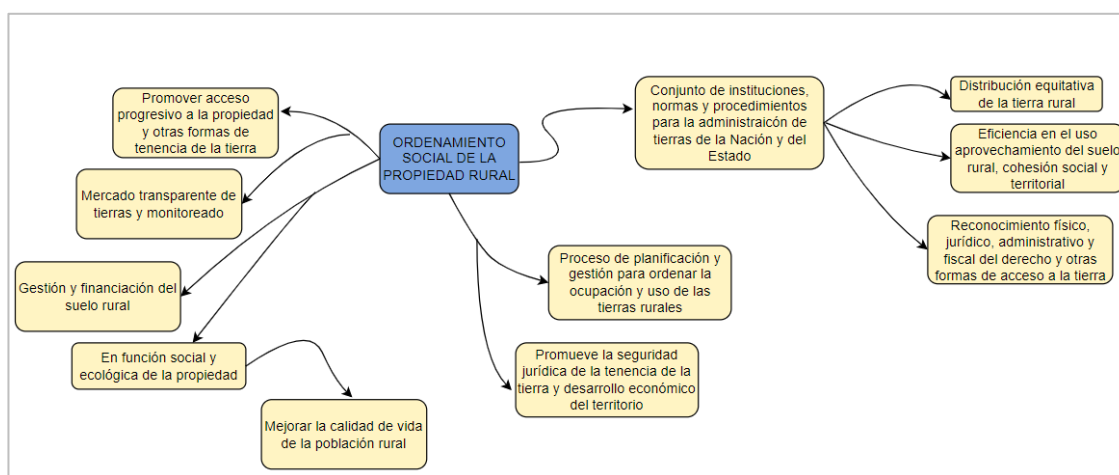 Promover acceso
progresivo a la propiedad
y otras formas de
tenencia de la tierra
Mercado transparente de
tierras y monitoreado
Gestión y financiación del
suelo rural
En función social y
ecológica de la propiedad
Mejorar la calidad de vida
de la población rural
ORDENAMIENTO
SOCIAL DE LA
PROPIEDAD RURAL
Proceso de planificación y
gestión para ordenar la
ocupación y uso de las
tierras rurales
Promueve la seguridad
jurídica de la tenencia de la
tierra y desarrollo económico
del territorio
Conjunto de instituciones,
normas y procedimientos
para la administraicón de
tierras de la Nación y del
Estado
Distribución equitativa
de la tierra rural
Eficiencia en el uso
aprovechamiento del suelo
rural, cohesión social y
territorial
Reconocimiento físico,
jurídico, administrativo y
fiscal del derecho y otras
formas de acceso a la tierra